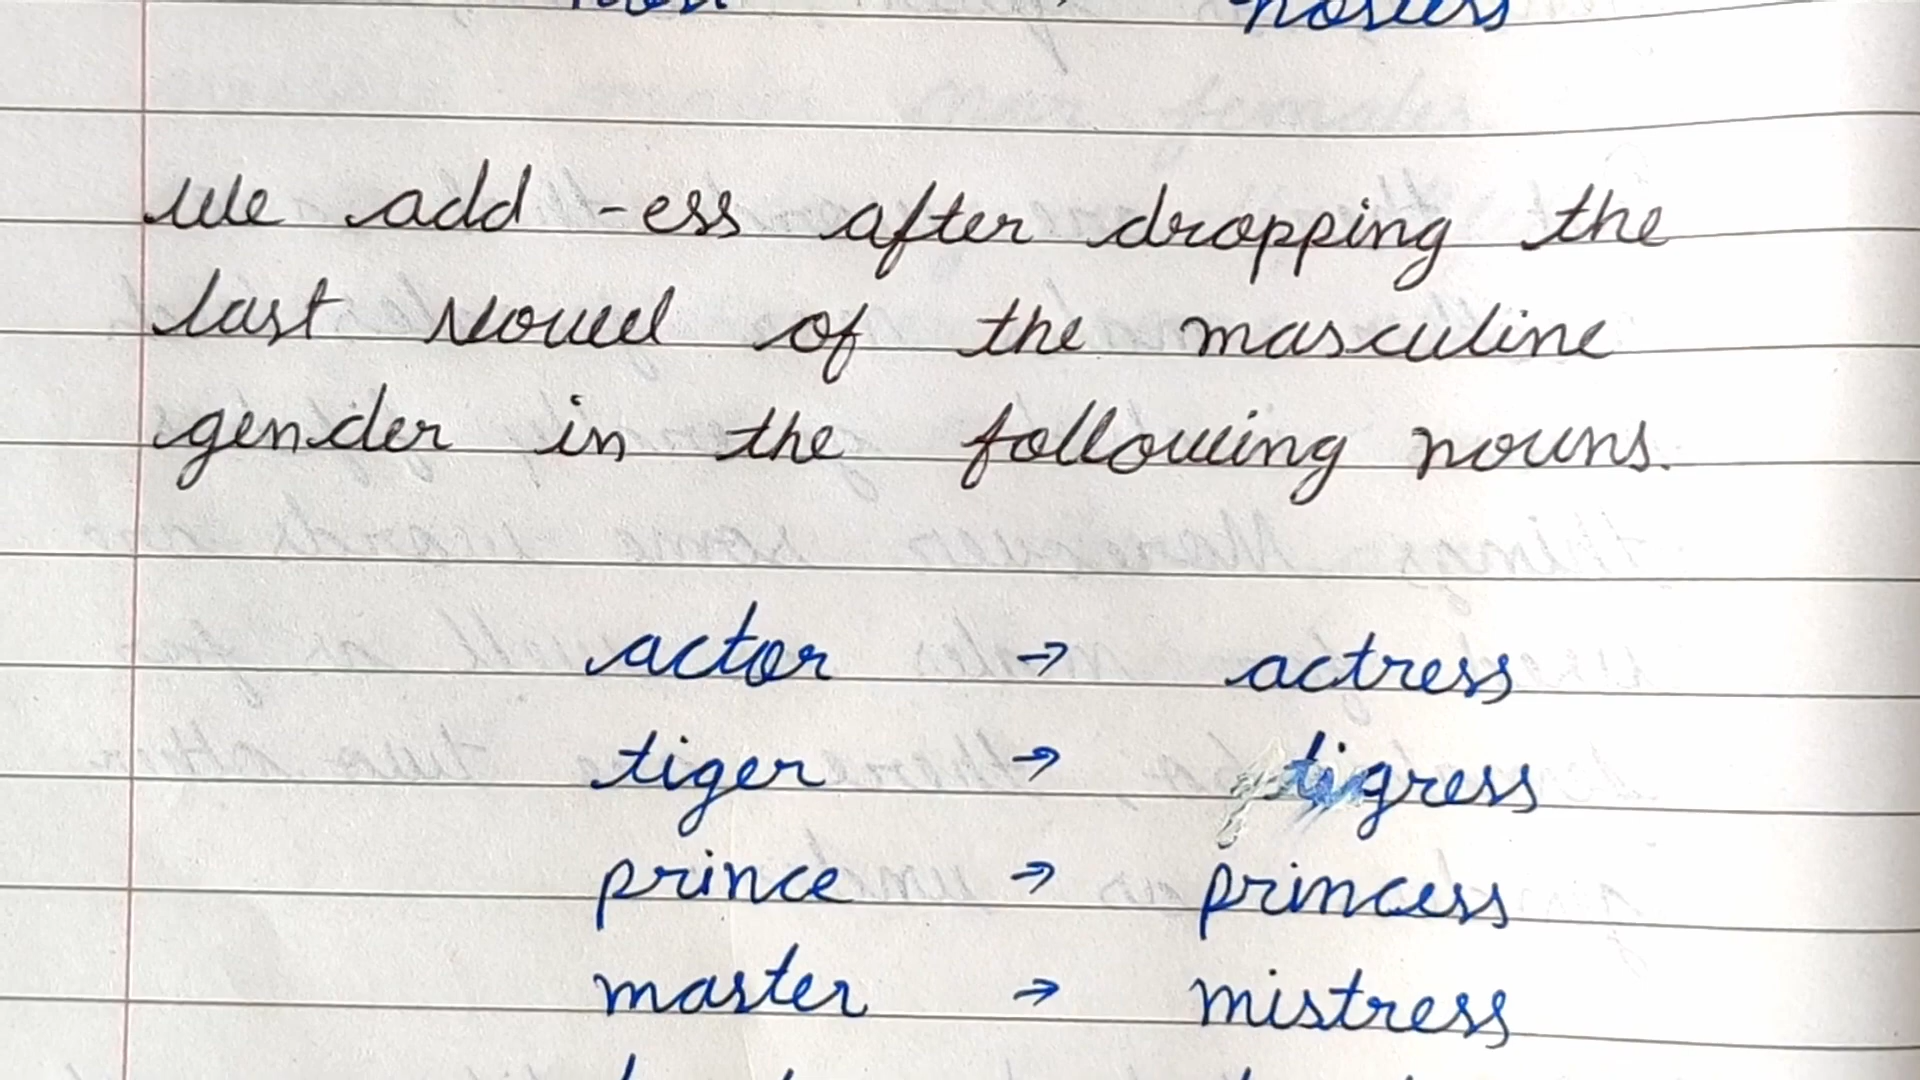 We add -ess after dropping the
last vowel of the masculine
gender in the following nouns.
actor → actress
tiger → tigress
prince → princess
master → mistress